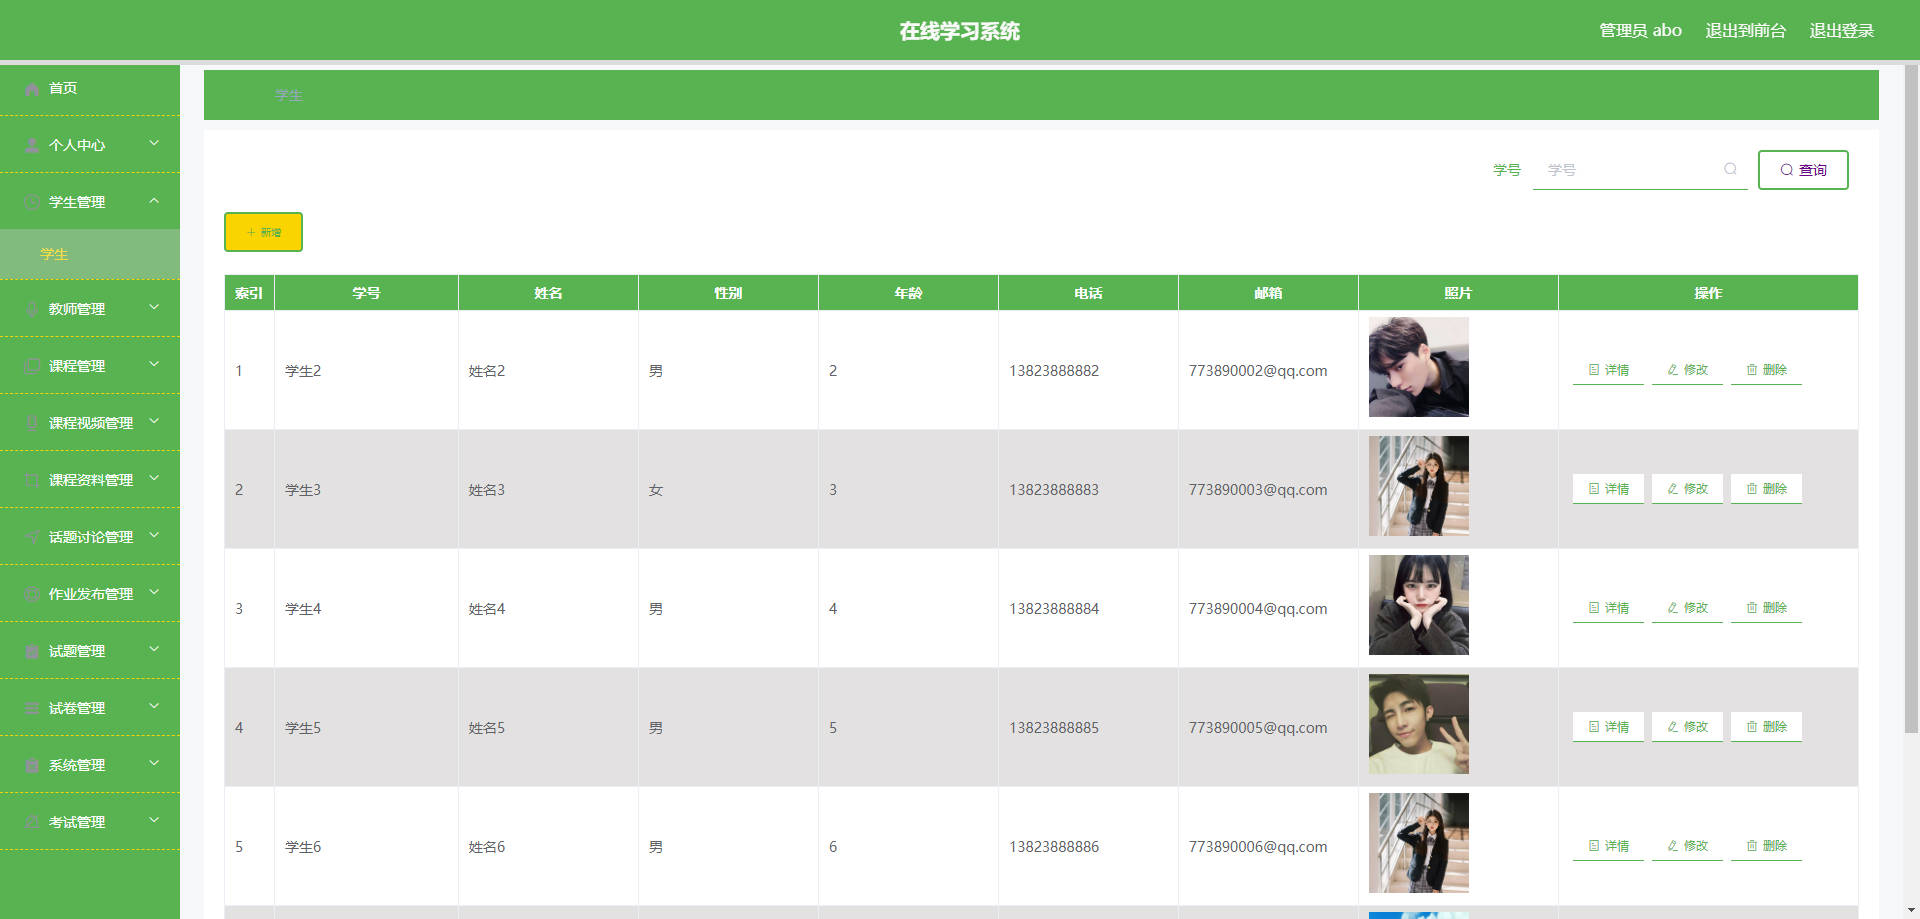 在线学习系统
管理员 abo 退出到前台 退出登录
首页
个人中心
学生管理
学生
教师管理
课程管理
课程视频管理
课程资料管理
话题讨论管理
作业发布管理
试题管理
试卷管理
系统管理
考试管理
学生
学号 学号 查询
新增
索引 学号 姓名 性别 年龄 电话 邮箱 照片 操作
1 学生2 姓名2 男 2 13823888882 773890002@qq.com 详情 修改 删除
2 学生3 姓名3 女 3 13823888883 773890003@qq.com 详情 修改 删除
3 学生4 姓名4 男 4 13823888884 773890004@qq.com 详情 修改 删除
4 学生5 姓名5 男 5 13823888885 773890005@qq.com 详情 修改 删除
5 学生6 姓名6 男 6 13823888886 773890006@qq.com 详情 修改 删除